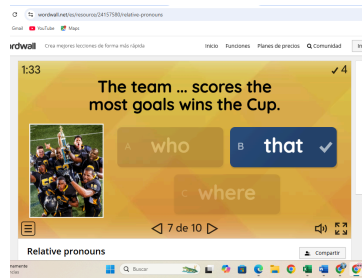 wordwall.net/es/resource/24157580/relative-pronouns
Gmail YouTube Maps
rdwall Crea mejores lecciones de forma más rápida Inicio Funciones Planes de precios Comunidad
1:33 ✓ 4
The team ... scores the
most goals wins the Cup.
A who B that
C where
7 de 10
Relative pronouns Compartir
Buscar